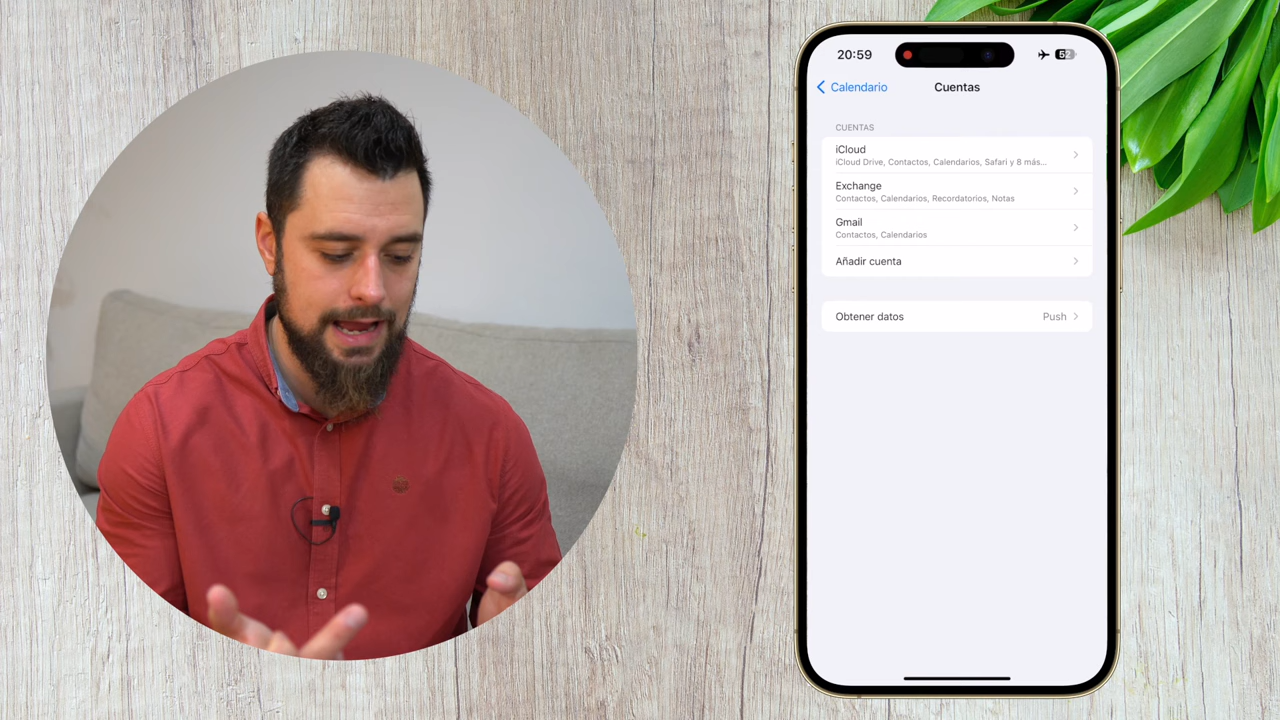 20:59
52
Calendario
Cuentas
CUENTAS
iCloud
iCloud Drive, Contactos, Calendarios, Safari y 8 más...
Exchange
Contactos, Calendarios, Recordatorios, Notas
Gmail
Contactos, Calendarios
Añadir cuenta
Obtener datos
Push